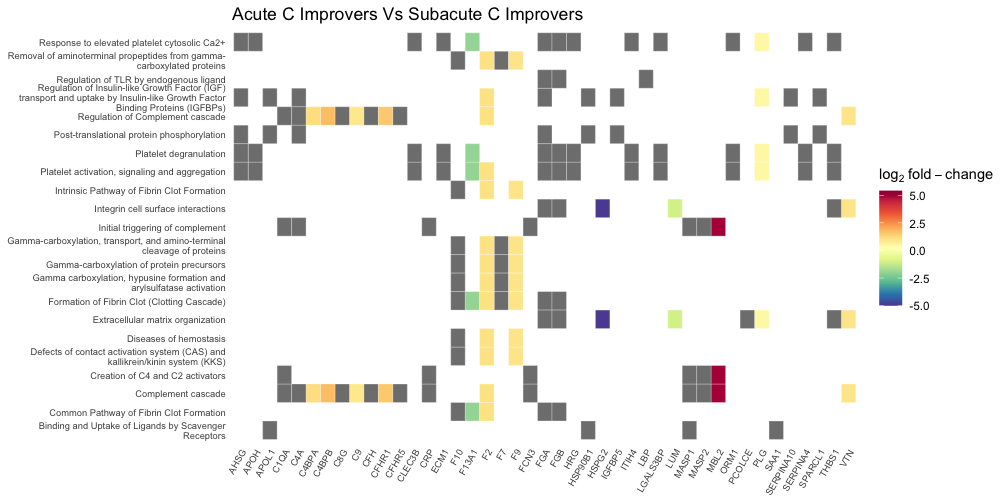 Acute C Improvers Vs Subacute C Improvers
Response to elevated platelet cytosolic Ca2+
Removal of aminoterminal propeptides from gamma-
carboxylated proteins
Regulation of TLR by endogenous ligand
Regulation of Insulin-like Growth Factor (IGF)
transport and uptake by Insulin-like Growth Factor
Binding Proteins (IGFBPs)
Regulation of Complement cascade
Post-translational protein phosphorylation
Platelet degranulation
Platelet activation, signaling and aggregation
Intrinsic Pathway of Fibrin Clot Formation
Integrin cell surface interactions
Initial triggering of complement
Gamma-carboxylation, transport, and amino-terminal
cleavage of proteins
Gamma-carboxylation of protein precursors
Gamma carboxylation, hypusine formation and
arylsulfatase activation
Formation of Fibrin Clot (Clotting Cascade)
Extracellular matrix organization
Diseases of hemostasis
Defects of contact activation system (CAS) and
kallikrein/kinin system (KKS)
Creation of C4 and C2 activators
Complement cascade
Common Pathway of Fibrin Clot Formation
Binding and Uptake of Ligands by Scavenger
Receptors
AHSG
APOH
APOL1
C1QA
C4A
C4BPA
C4BPB
C8G
C9
CFH
CFHR1
CFHR5
CLEC3B
CRP
ECM1
F10
F13A1
F2
F7
F9
FCN3
FGA
FGB
HRG
HSP90B1
HSPG2
IGFBP5
ITIH4
LBP
LGALS3BP
LUM
MASP1
MASP2
MBL2
ORM1
PCOLCE
PLG
SAA1
SERPINA10
SERPINA4
SPARCL1
THBS1
VTN
log₂ fold − change
5.0
2.5
0.0
-2.5
-5.0